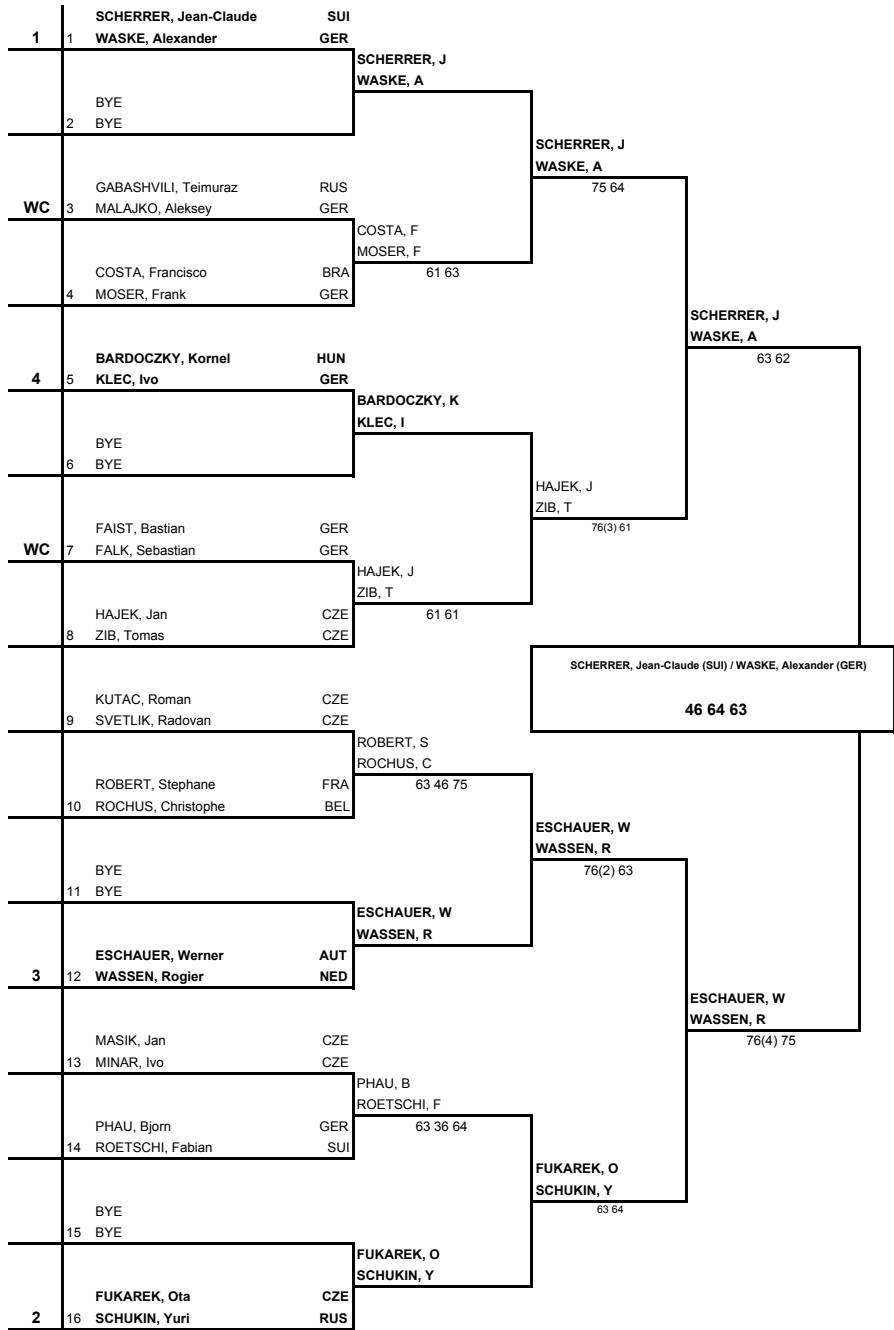 SCHERRER, Jean-Claude SUI
1 1 WASKE, Alexander GER
SCHERRER, J
WASKE, A
BYE
2 BYE
SCHERRER, J
WASKE, A
75 64
GABASHVILI, Teimuraz RUS
WC 3 MALAJKO, Aleksey GER
COSTA, F
MOSER, F
61 63
COSTA, Francisco BRA
4 MOSER, Frank GER
SCHERRER, J
WASKE, A
63 62
BARDOCZKY, Kornel HUN
4 5 KLEC, Ivo GER
BARDOCZKY, K
KLEC, I
BYE
6 BYE
HAJEK, J
ZIB, T
76(3) 61
FAIST, Bastian GER
WC 7 FALK, Sebastian GER
HAJEK, J
ZIB, T
61 61
HAJEK, Jan CZE
8 ZIB, Tomas CZE
SCHERRER, Jean-Claude (SUI) / WASKE, Alexander (GER)
46 64 63
KUTAC, Roman CZE
9 SVETLIK, Radovan CZE
ROBERT, S
ROCHUS, C
63 46 75
ROBERT, Stephane FRA
10 ROCHUS, Christophe BEL
ESCHAUER, W
WASSEN, R
76(2) 63
BYE
11 BYE
ESCHAUER, W
WASSEN, R
ESCHAUER, Werner AUT
3 12 WASSEN, Rogier NED
ESCHAUER, W
WASSEN, R
76(4) 75
MASIK, Jan CZE
13 MINAR, Ivo CZE
PHAU, B
ROETSCHI, F
63 36 64
PHAU, Bjorn GER
14 ROETSCHI, Fabian SUI
FUKAREK, O
SCHUKIN, Y
63 64
BYE
15 BYE
FUKAREK, O
SCHUKIN, Y
FUKAREK, Ota CZE
2 16 SCHUKIN, Yuri RUS